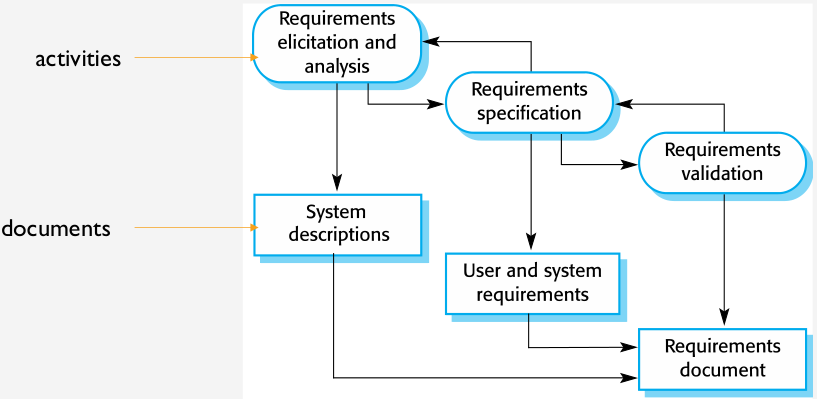 Requirements
elicitation and
analysis
activities
Requirements
specification
Requirements
validation
System
descriptions
documents
User and system
requirements
Requirements
document